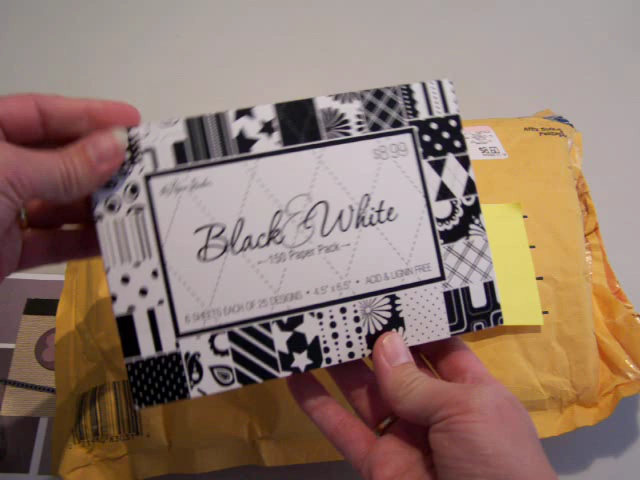 $8.99
Black & White
150 Paper Pack
6 SHEETS EACH OF 25 DESIGNS • 4.5" X 6.5" • ACID & LIGNIN FREE